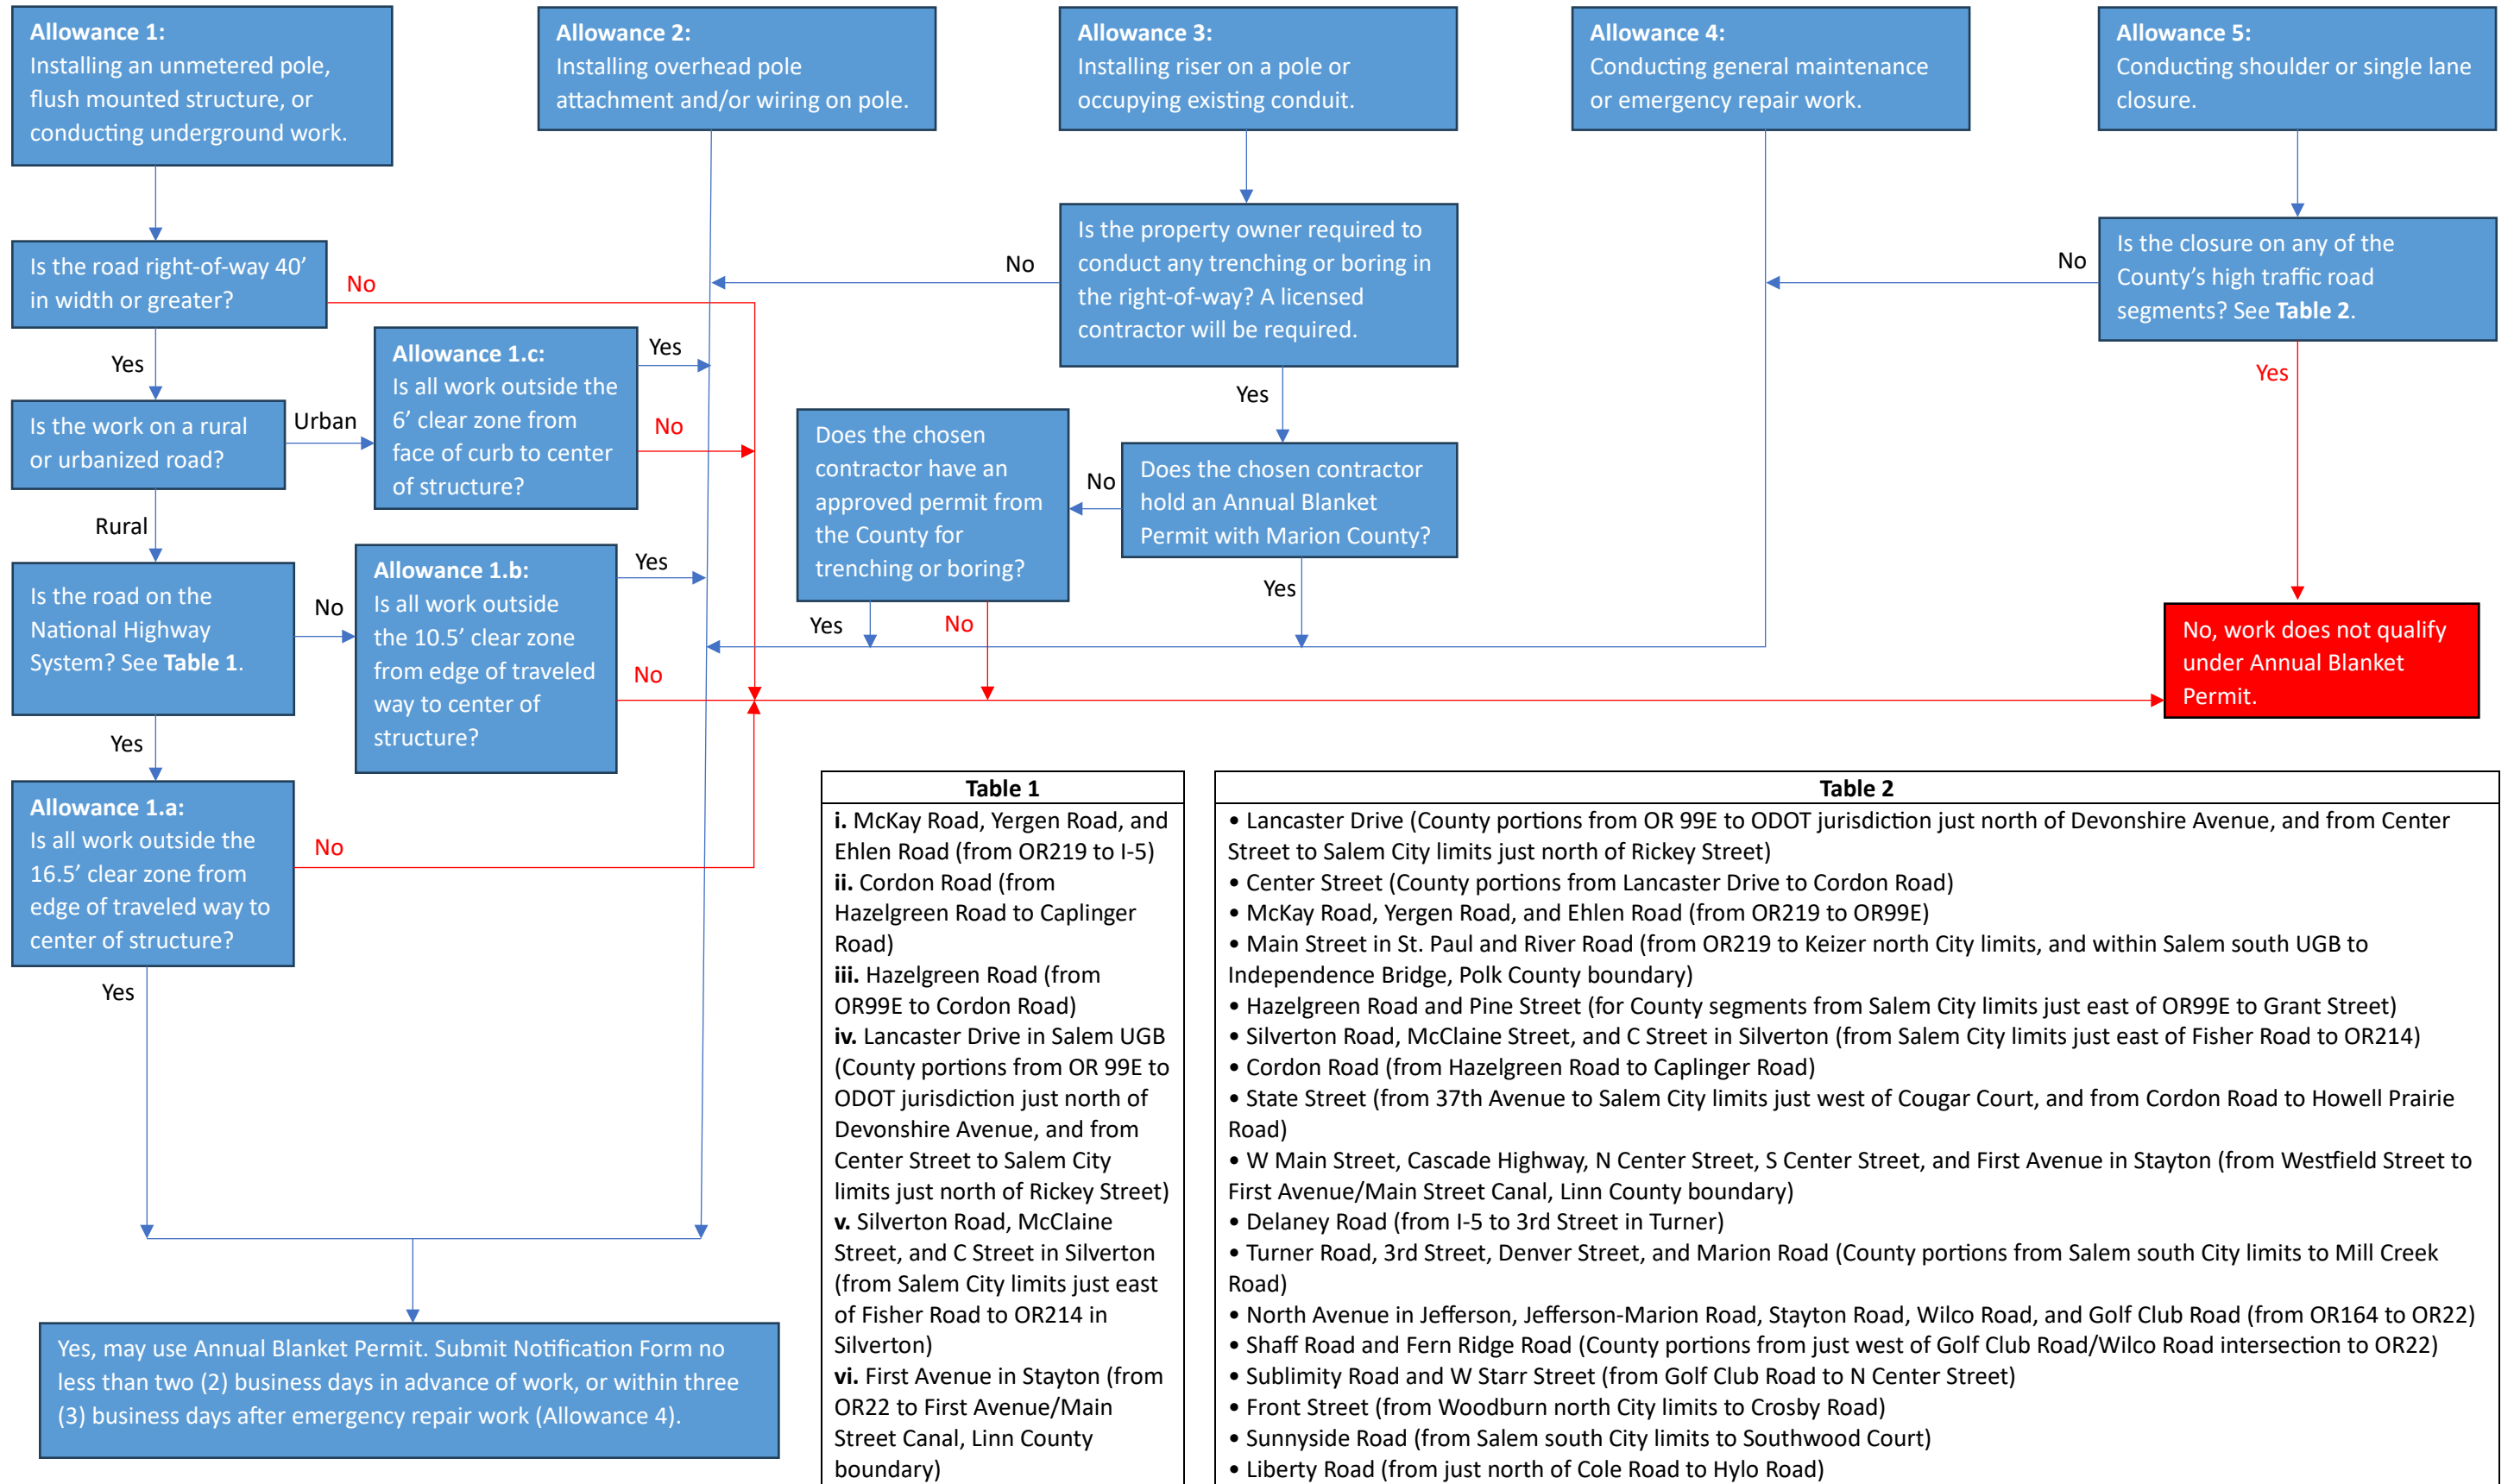 Allowance 1:
Installing an unmetered pole,
flush mounted structure, or
conducting underground work.
Allowance 2:
Installing overhead pole
attachment and/or wiring on pole.
Allowance 3:
Installing riser on a pole or
occupying existing conduit.
Allowance 4:
Conducting general maintenance
or emergency repair work.
Allowance 5:
Conducting shoulder or single lane
closure.
Is the road right-of-way 40’
in width or greater?
No
Yes
Is the work on a rural
or urbanized road?
Urban
Rural
Allowance 1.c:
Is all work outside the
6’ clear zone from
face of curb to center
of structure?
Yes
No
Is the road on the
National Highway
System? See Table 1.
No
Yes
Allowance 1.b:
Is all work outside
the 10.5’ clear zone
from edge of traveled
way to center of
structure?
Yes
No
Allowance 1.a:
Is all work outside the
16.5’ clear zone from
edge of traveled way to
center of structure?
No
Yes
Is the property owner required to
conduct any trenching or boring in
the right-of-way? A licensed
contractor will be required.
No
Yes
Does the chosen contractor
hold an Annual Blanket
Permit with Marion County?
No
Yes
Does the chosen
contractor have an
approved permit from
the County for
trenching or boring?
Yes
No
Is the closure on any of the
County’s high traffic road
segments? See Table 2.
No
Yes
No, work does not qualify
under Annual Blanket
Permit.
Yes, may use Annual Blanket Permit. Submit Notification Form no
less than two (2) business days in advance of work, or within three
(3) business days after emergency repair work (Allowance 4).
Table 1
i. McKay Road, Yergen Road, and
Ehlen Road (from OR219 to I-5)
ii. Cordon Road (from
Hazelgreen Road to Caplinger
Road)
iii. Hazelgreen Road (from
OR99E to Cordon Road)
iv. Lancaster Drive in Salem UGB
(County portions from OR 99E to
ODOT jurisdiction just north of
Devonshire Avenue, and from
Center Street to Salem City
limits just north of Rickey Street)
v. Silverton Road, McClaine
Street, and C Street in Silverton
(from Salem City limits just east
of Fisher Road to OR214 in
Silverton)
vi. First Avenue in Stayton (from
OR22 to First Avenue/Main
Street Canal, Linn County
boundary)
Table 2
• Lancaster Drive (County portions from OR 99E to ODOT jurisdiction just north of Devonshire Avenue, and from Center
Street to Salem City limits just north of Rickey Street)
• Center Street (County portions from Lancaster Drive to Cordon Road)
• McKay Road, Yergen Road, and Ehlen Road (from OR219 to OR99E)
• Main Street in St. Paul and River Road (from OR219 to Keizer north City limits, and within Salem south UGB to
Independence Bridge, Polk County boundary)
• Hazelgreen Road and Pine Street (for County segments from Salem City limits just east of OR99E to Grant Street)
• Silverton Road, McClaine Street, and C Street in Silverton (from Salem City limits just east of Fisher Road to OR214)
• Cordon Road (from Hazelgreen Road to Caplinger Road)
• State Street (from 37th Avenue to Salem City limits just west of Cougar Court, and from Cordon Road to Howell Prairie
Road)
• W Main Street, Cascade Highway, N Center Street, S Center Street, and First Avenue in Stayton (from Westfield Street to
First Avenue/Main Street Canal, Linn County boundary)
• Delaney Road (from I-5 to 3rd Street in Turner)
• Turner Road, 3rd Street, Denver Street, and Marion Road (County portions from Salem south City limits to Mill Creek
Road)
• North Avenue in Jefferson, Jefferson-Marion Road, Stayton Road, Wilco Road, and Golf Club Road (from OR164 to OR22)
• Shaff Road and Fern Ridge Road (County portions from just west of Golf Club Road/Wilco Road intersection to OR22)
• Sublimity Road and W Starr Street (from Golf Club Road to N Center Street)
• Front Street (from Woodburn north City limits to Crosby Road)
• Sunnyside Road (from Salem south City limits to Southwood Court)
• Liberty Road (from just north of Cole Road to Hylo Road)